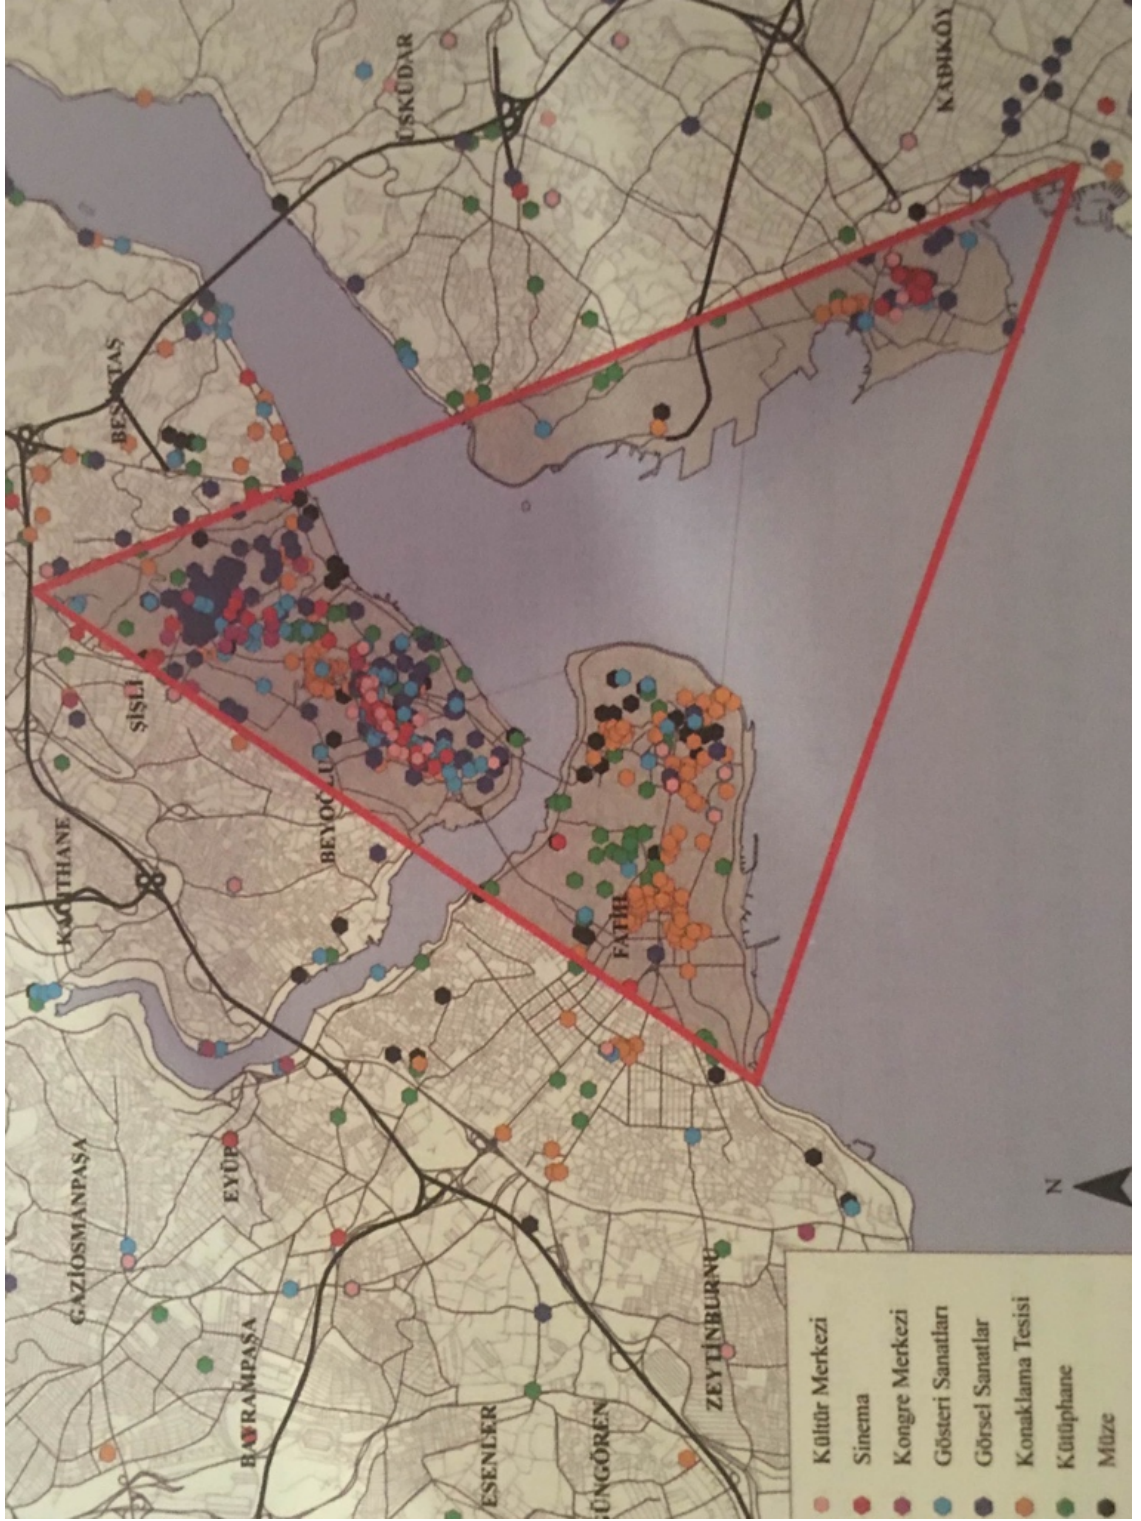 GAZİOSMANPAŞA
KAĞITHANE
ŞİŞLİ
BEŞİKTAŞ
EYÜP
BAYRAMPAŞA
BEYOĞLU
ÜSKÜDAR
ESENLER
GÜNGÖREN
FATİH
ZEYTİNBURNU
KADIKÖY
N
Kültür Merkezi
Sinema
Kongre Merkezi
Gösteri Sanatları
Görsel Sanatlar
Konaklama Tesisi
Kütüphane
Müze